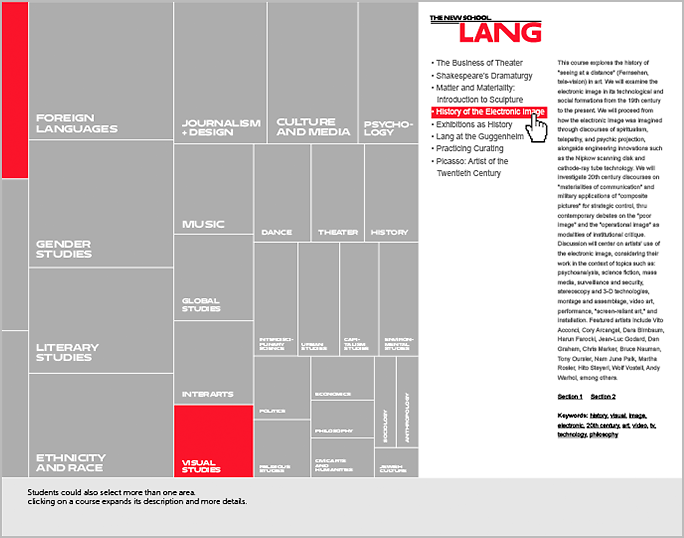 THE NEW SCHOOL
LANG
FOREIGN
LANGUAGES
JOURNALISM
+ DESIGN
CULTURE
AND MEDIA
PSYCHO-
LOGY
GENDER
STUDIES
MUSIC
DANCE
THEATER
HISTORY
GLOBAL
STUDIES
INTERDISCI-
PLINARY
SCIENCE
URBAN
STUDIES
CAPI-
TALISM
STUDIES
ENVIRON-
MENTAL
STUDIES
LITERARY
STUDIES
INTERARTS
ECONOMICS
POLITICS
SOCIOLOGY
ANTHROPOLOGY
PHILOSOPHY
ETHNICITY
AND RACE
VISUAL
STUDIES
RELIGIOUS
STUDIES
CIVIC ARTS
AND
HUMANITIES
JEWISH
CULTURE
• The Business of Theater
• Shakespeare's Dramaturgy
• Matter and Materiality:
Introduction to Sculpture
• History of the Electronic Image
• Exhibitions as History
• Lang at the Guggenheim
• Practicing Curating
• Picasso: Artist of the
Twentieth Century
This course explores the history of
"seeing at a distance" (Fernsehen,
tele-vision) in art. We will examine the
electronic image in its technological and
social formations from the 19th century
to the present. We will proceed from
how the electronic image was imagined
through discourses of spiritualism,
telepathy, and psychic projection,
alongside engineering innovations such
as the Nipkow scanning disk and
cathode-ray tube technology. We will
investigate 20th century discourses on
"materialities of communication" and
military applications of "composite
pictures" for strategic control, thru
contemporary debates on the "poor
image" and the "operational image" as
modalities of institutional critique.
Discussion will center on artists' use of
the electronic image, considering their
work in the context of topics such as:
psychoanalysis, science fiction, mass
media, surveillance and security,
stereoscopy and 3-D technologies,
montage and assemblage, video art,
performance, "screen-reliant art," and
installation. Featured artists include Vito
Acconci, Cory Arcangel, Dara Birnbaum,
Harun Farocki, Jean-Luc Godard, Dan
Graham, Chris Marker, Bruce Nauman,
Tony Oursler, Nam June Paik, Martha
Rosler, Hito Steyerl, Wolf Vostell, Andy
Warhol, among others.
Section 1 Section 2
Keywords: history, visual, image,
electronic, 20th century, art, video, tv,
technology, philosophy
Students could also select more than one area.
clicking on a course expands its description and more details.